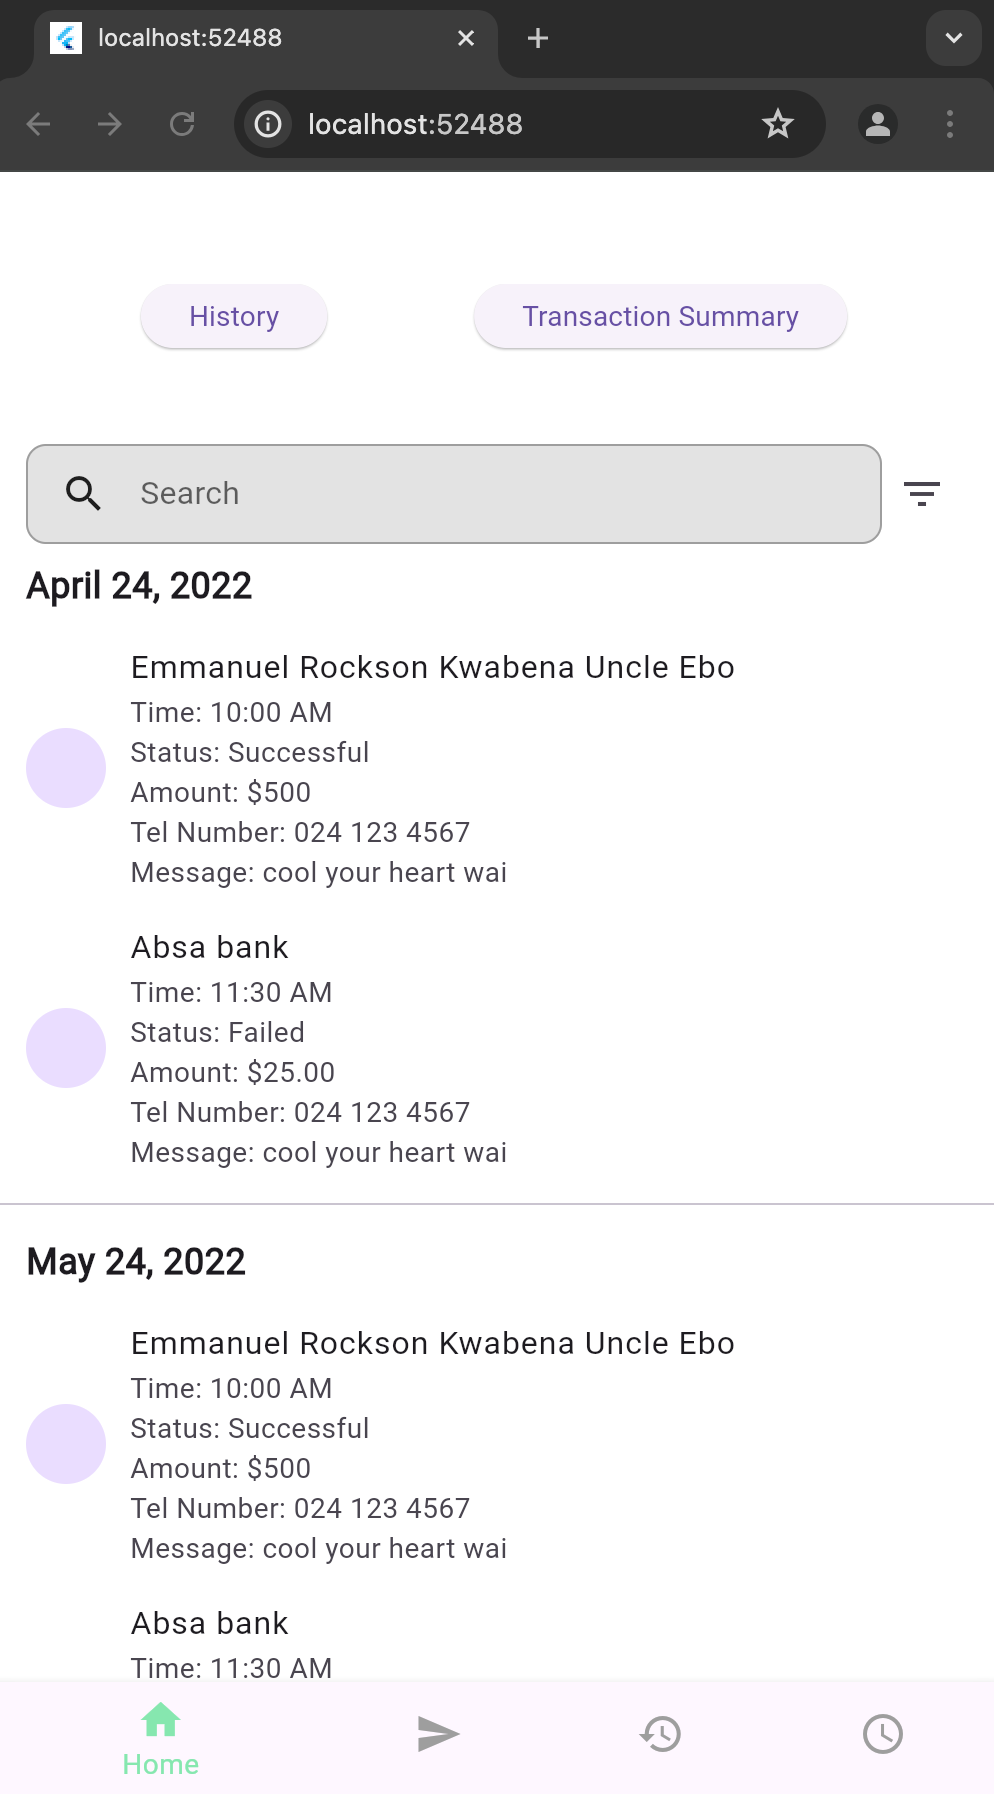 localhost:52488
localhost:52488
History
Transaction Summary
Search
April 24, 2022
Emmanuel Rockson Kwabena Uncle Ebo
Time: 10:00 AM
Status: Successful
Amount: $500
Tel Number: 024 123 4567
Message: cool your heart wai
Absa bank
Time: 11:30 AM
Status: Failed
Amount: $25.00
Tel Number: 024 123 4567
Message: cool your heart wai
May 24, 2022
Emmanuel Rockson Kwabena Uncle Ebo
Time: 10:00 AM
Status: Successful
Amount: $500
Tel Number: 024 123 4567
Message: cool your heart wai
Absa bank
Time: 11:30 AM
Home